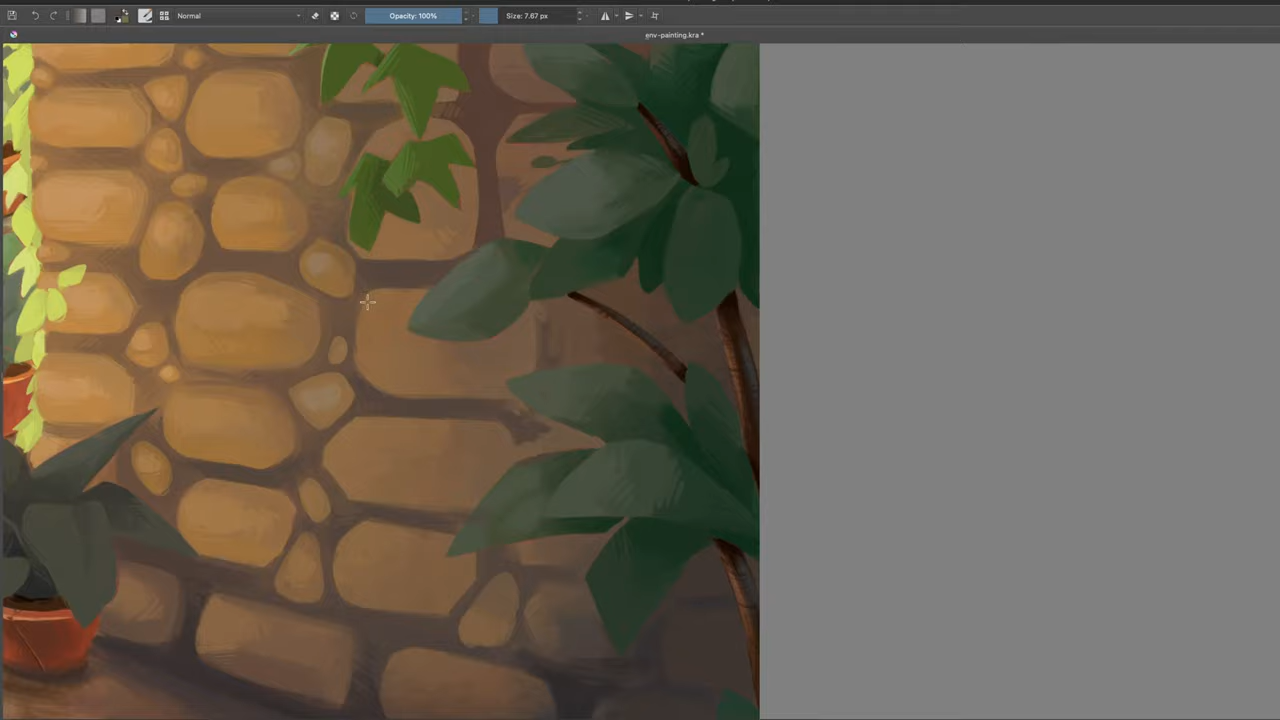 Normal
Opacity: 100%
Size: 7.67 px
env-painting.kra *